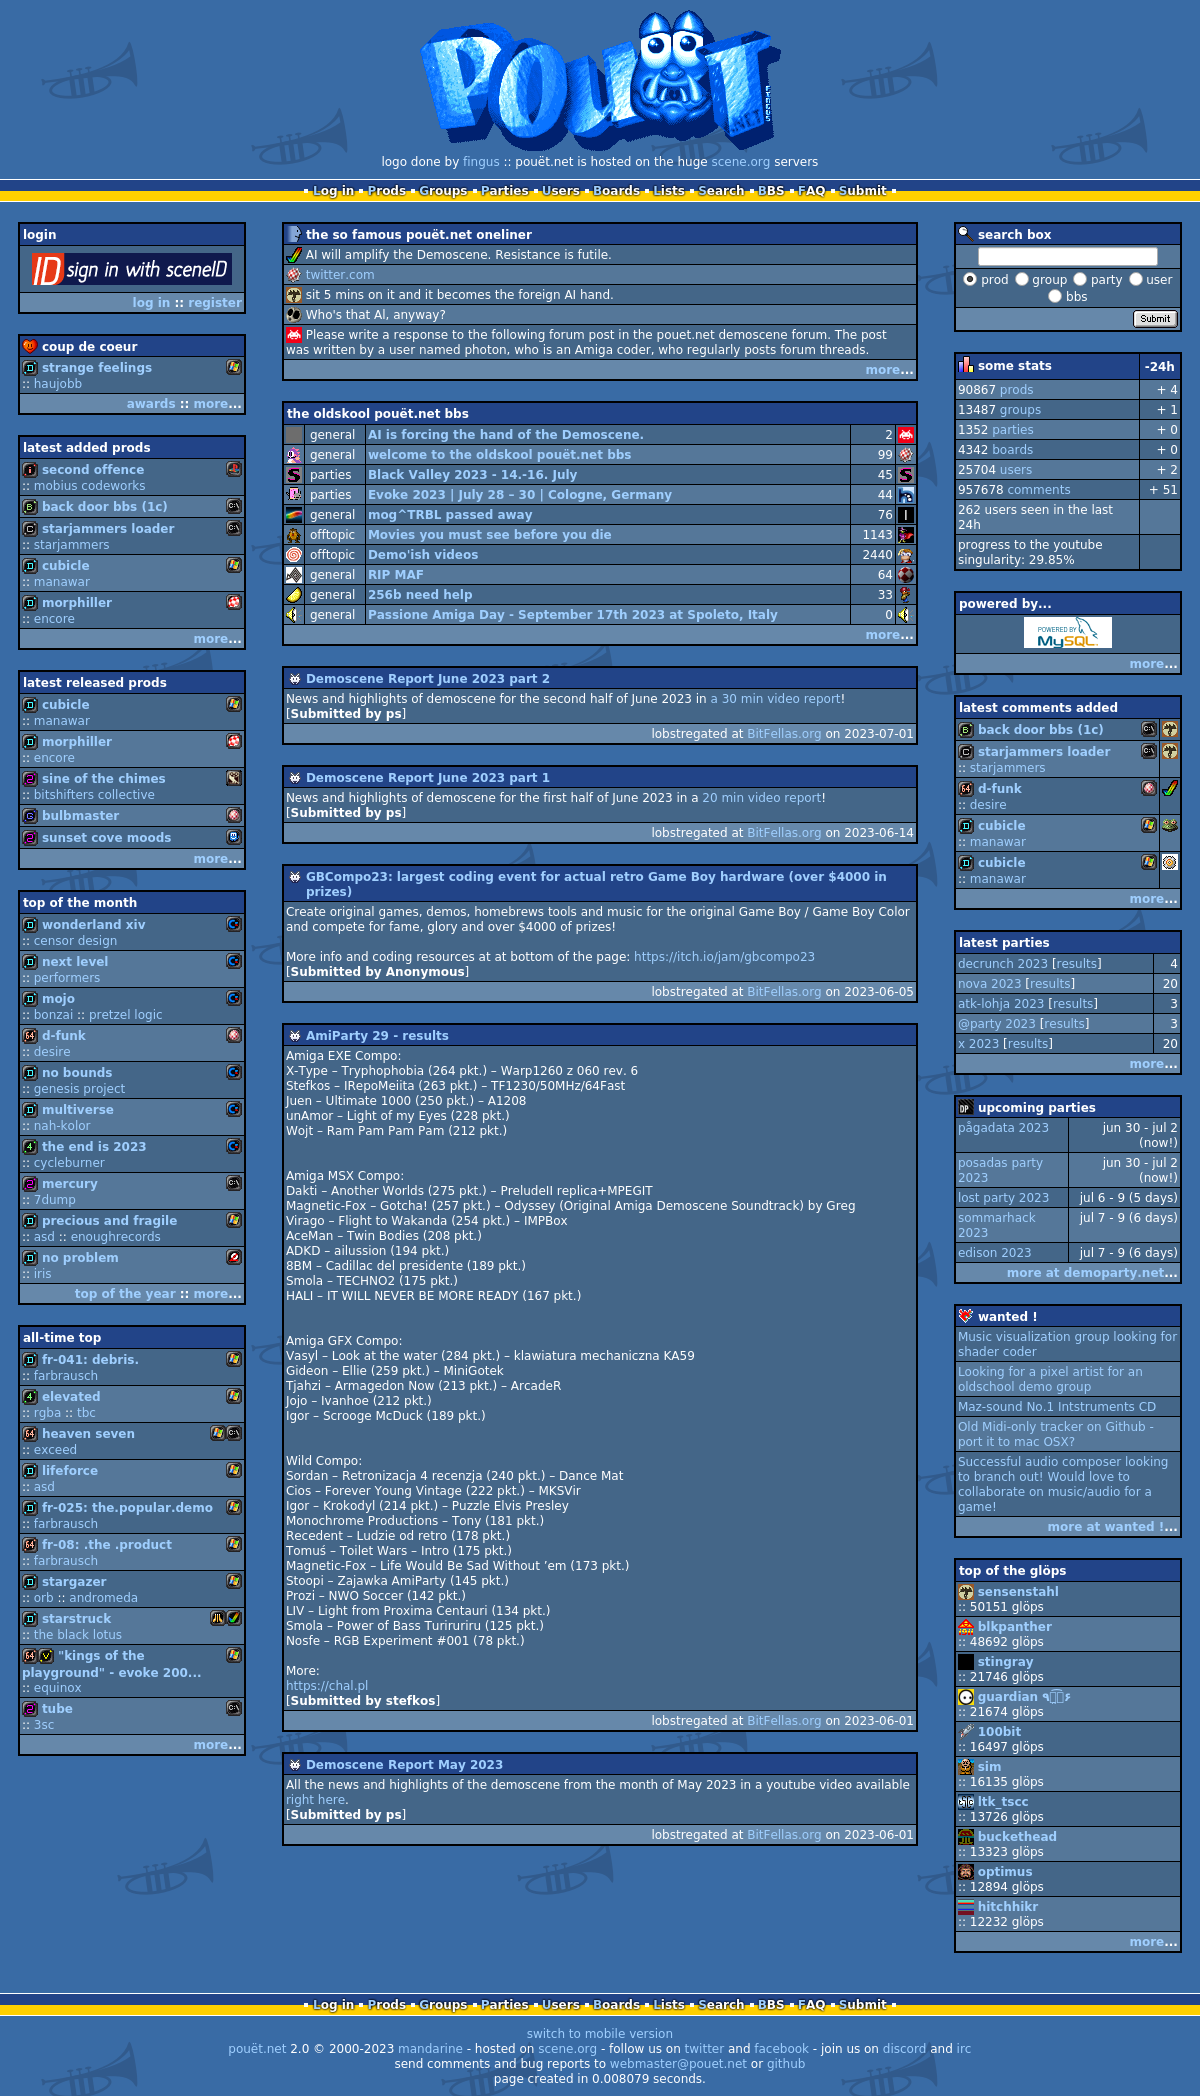 POUËT
FINGUS
logo done by fingus :: pouët.net is hosted on the huge scene.org servers
Log in Prods Groups Parties Users Boards Lists Search BBS FAQ Submit
login
ID sign in with sceneID
log in :: register
coup de coeur
strange feelings
:: haujobb
awards :: more...
latest added prods
second offence
:: mobius codeworks
back door bbs (1c)
starjammers loader
:: starjammers
cubicle
:: manawar
morphiller
:: encore
more...
latest released prods
cubicle
:: manawar
morphiller
:: encore
sine of the chimes
:: bitshifters collective
bulbmaster
sunset cove moods
more...
top of the month
wonderland xiv
:: censor design
next level
:: performers
mojo
:: bonzai :: pretzel logic
d-funk
:: desire
no bounds
:: genesis project
multiverse
:: nah-kolor
the end is 2023
:: cycleburner
mercury
:: 7dump
precious and fragile
:: asd :: enoughrecords
no problem
:: iris
top of the year :: more...
all-time top
fr-041: debris.
:: farbrausch
elevated
:: rgba :: tbc
heaven seven
:: exceed
lifeforce
:: asd
fr-025: the.popular.demo
:: farbrausch
fr-08: .the .product
:: farbrausch
stargazer
:: orb :: andromeda
starstruck
:: the black lotus
"kings of the
playground" - evoke 200...
:: equinox
tube
:: 3sc
more...
the so famous pouët.net oneliner
AI will amplify the Demoscene. Resistance is futile.
twitter.com
sit 5 mins on it and it becomes the foreign AI hand.
Who's that Al, anyway?
Please write a response to the following forum post in the pouet.net demoscene forum. The post
was written by a user named photon, who is an Amiga coder, who regularly posts forum threads.
more...
the oldskool pouët.net bbs
general AI is forcing the hand of the Demoscene. 2
general welcome to the oldskool pouët.net bbs 99
parties Black Valley 2023 - 14.-16. July 45
parties Evoke 2023 | July 28 – 30 | Cologne, Germany 44
general mog^TRBL passed away 76
offtopic Movies you must see before you die 1143
offtopic Demo'ish videos 2440
general RIP MAF 64
general 256b need help 33
general Passione Amiga Day - September 17th 2023 at Spoleto, Italy 0
more...
Demoscene Report June 2023 part 2
News and highlights of demoscene for the second half of June 2023 in a 30 min video report!
[Submitted by ps]
lobstregated at BitFellas.org on 2023-07-01
Demoscene Report June 2023 part 1
News and highlights of demoscene for the first half of June 2023 in a 20 min video report!
[Submitted by ps]
lobstregated at BitFellas.org on 2023-06-14
GBCompo23: largest coding event for actual retro Game Boy hardware (over $4000 in
prizes)
Create original games, demos, homebrews tools and music for the original Game Boy / Game Boy Color
and compete for fame, glory and over $4000 of prizes!
More info and coding resources at at bottom of the page: https://itch.io/jam/gbcompo23
[Submitted by Anonymous]
lobstregated at BitFellas.org on 2023-06-05
AmiParty 29 - results
Amiga EXE Compo:
X-Type – Tryphophobia (264 pkt.) – Warp1260 z 060 rev. 6
Stefkos – IRepoMeiita (263 pkt.) – TF1230/50MHz/64Fast
Juen – Ultimate 1000 (250 pkt.) – A1208
unAmor – Light of my Eyes (228 pkt.)
Wojt – Ram Pam Pam Pam (212 pkt.)
Amiga MSX Compo:
Dakti – Another Worlds (275 pkt.) – PreludeII replica+MPEGIT
Magnetic-Fox – Gotcha! (257 pkt.) – Odyssey (Original Amiga Demoscene Soundtrack) by Greg
Virago – Flight to Wakanda (254 pkt.) – IMPBox
AceMan – Twin Bodies (208 pkt.)
ADKD – ailussion (194 pkt.)
8BM – Cadillac del presidente (189 pkt.)
Smola – TECHNO2 (175 pkt.)
HALI – IT WILL NEVER BE MORE READY (167 pkt.)
Amiga GFX Compo:
Vasyl – Look at the water (284 pkt.) – klawiatura mechaniczna KA59
Gideon – Ellie (259 pkt.) – MiniGotek
Tjahzi – Armagedon Now (213 pkt.) – ArcadeR
Jojo – Ivanhoe (212 pkt.)
Igor – Scrooge McDuck (189 pkt.)
Wild Compo:
Sordan – Retronizacja 4 recenzja (240 pkt.) – Dance Mat
Cios – Forever Young Vintage (222 pkt.) – MKSVir
Igor – Krokodyl (214 pkt.) – Puzzle Elvis Presley
Monochrome Productions – Tony (181 pkt.)
Recedent – Ludzie od retro (178 pkt.)
Tomuś – Toilet Wars – Intro (175 pkt.)
Magnetic-Fox – Life Would Be Sad Without ’em (173 pkt.)
Stoopi – Zajawka AmiParty (145 pkt.)
Prozi – NWO Soccer (142 pkt.)
LIV – Light from Proxima Centauri (134 pkt.)
Smola – Power of Bass Turiruriru (125 pkt.)
Nosfe – RGB Experiment #001 (78 pkt.)
More:
https://chal.pl
[Submitted by stefkos]
lobstregated at BitFellas.org on 2023-06-01
Demoscene Report May 2023
All the news and highlights of the demoscene from the month of May 2023 in a youtube video available
right here.
[Submitted by ps]
lobstregated at BitFellas.org on 2023-06-01
search box
prod group party user
bbs
Submit
some stats -24h
90867 prods + 4
13487 groups + 1
1352 parties + 0
4342 boards + 0
25704 users + 2
957678 comments + 51
262 users seen in the last
24h
progress to the youtube
singularity: 29.85%
powered by...
POWERED BY
MySQL
more...
latest comments added
back door bbs (1c)
starjammers loader
:: starjammers
d-funk
:: desire
cubicle
:: manawar
cubicle
:: manawar
more...
latest parties
decrunch 2023 [results] 4
nova 2023 [results] 20
atk-lohja 2023 [results] 3
@party 2023 [results] 3
x 2023 [results] 20
more...
upcoming parties
pågadata 2023 jun 30 - jul 2
(now!)
posadas party
2023 jun 30 - jul 2
(now!)
lost party 2023 jul 6 - 9 (5 days)
sommarhack
2023 jul 7 - 9 (6 days)
edison 2023 jul 7 - 9 (6 days)
more at demoparty.net...
wanted !
Music visualization group looking for
shader coder
Looking for a pixel artist for an
oldschool demo group
Maz-sound No.1 Intstruments CD
Old Midi-only tracker on Github -
port it to mac OSX?
Successful audio composer looking
to branch out! Would love to
collaborate on music/audio for a
game!
more at wanted !...
top of the glöps
sensenstahl
:: 50151 glöps
blkpanther
:: 48692 glöps
stingray
:: 21746 glöps
guardian
:: 21674 glöps
100bit
:: 16497 glöps
sim
:: 16135 glöps
ltk_tscc
:: 13726 glöps
buckethead
:: 13323 glöps
optimus
:: 12894 glöps
hitchhikr
:: 12232 glöps
more...
Log in Prods Groups Parties Users Boards Lists Search BBS FAQ Submit
switch to mobile version
pouët.net 2.0 © 2000-2023 mandarine - hosted on scene.org - follow us on twitter and facebook - join us on discord and irc
send comments and bug reports to webmaster@pouet.net or github
page created in 0.008079 seconds.